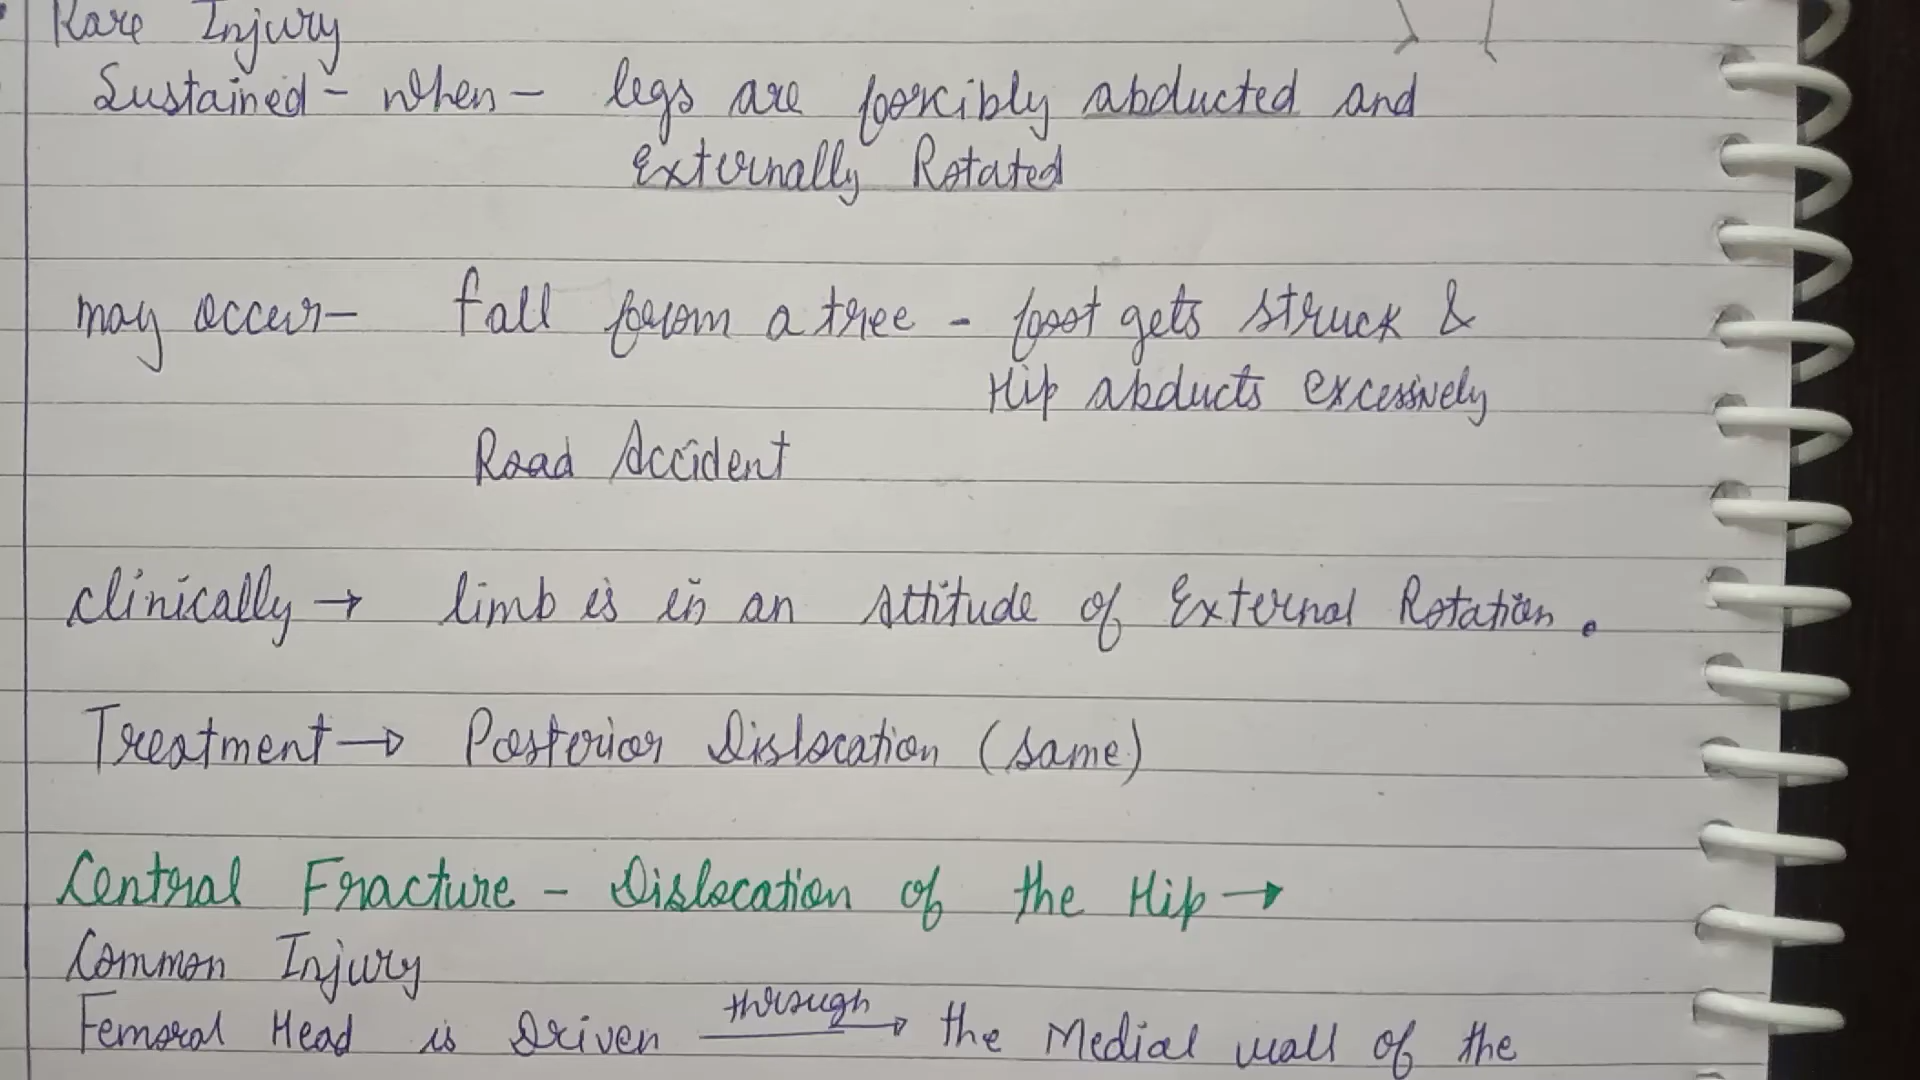 Rare Injury
Sustained - when - legs are forcibly abducted and
Externally Rotated
may occur - fall from a tree - foot gets struck &
Hip abducts excessively
Road Accident
clinically → limb is in an Attitude of External Rotation.
Treatment → Posterior Dislocation (same)
Central Fracture - Dislocation of the Hip →
Common Injury
Femoral Head is Driven through → the Medial wall of the